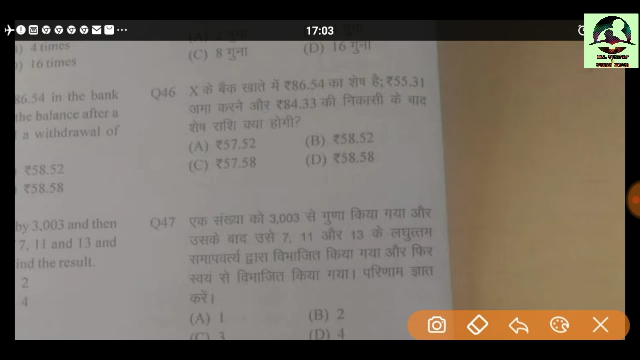 17:03
) 4 times
) 16 times
(C) 8 गुना
(D) 16 गुना
86.54 in the bank
the balance after a
a withdrawal of
₹58.52
₹58.58
Q46 X के बैंक खाते में ₹86.54 का शेष है; ₹55.31
जमा करने और ₹84.33 की निकासी के बाद
शेष राशि क्या होगी?
(A) ₹57.52 (B) ₹58.52
(C) ₹57.58 (D) ₹58.58
by 3,003 and then
7, 11 and 13 and
ind the result.
2
4
Q47 एक संख्या को 3,003 से गुणा किया गया और
उसके बाद उसे 7, 11 और 13 के लघुत्तम
समापवर्त्य द्वारा विभाजित किया गया और फिर
स्वयं से विभाजित किया गया। परिणाम ज्ञात
करें।
(A) 1 (B) 2
(C) 3 (D) 4